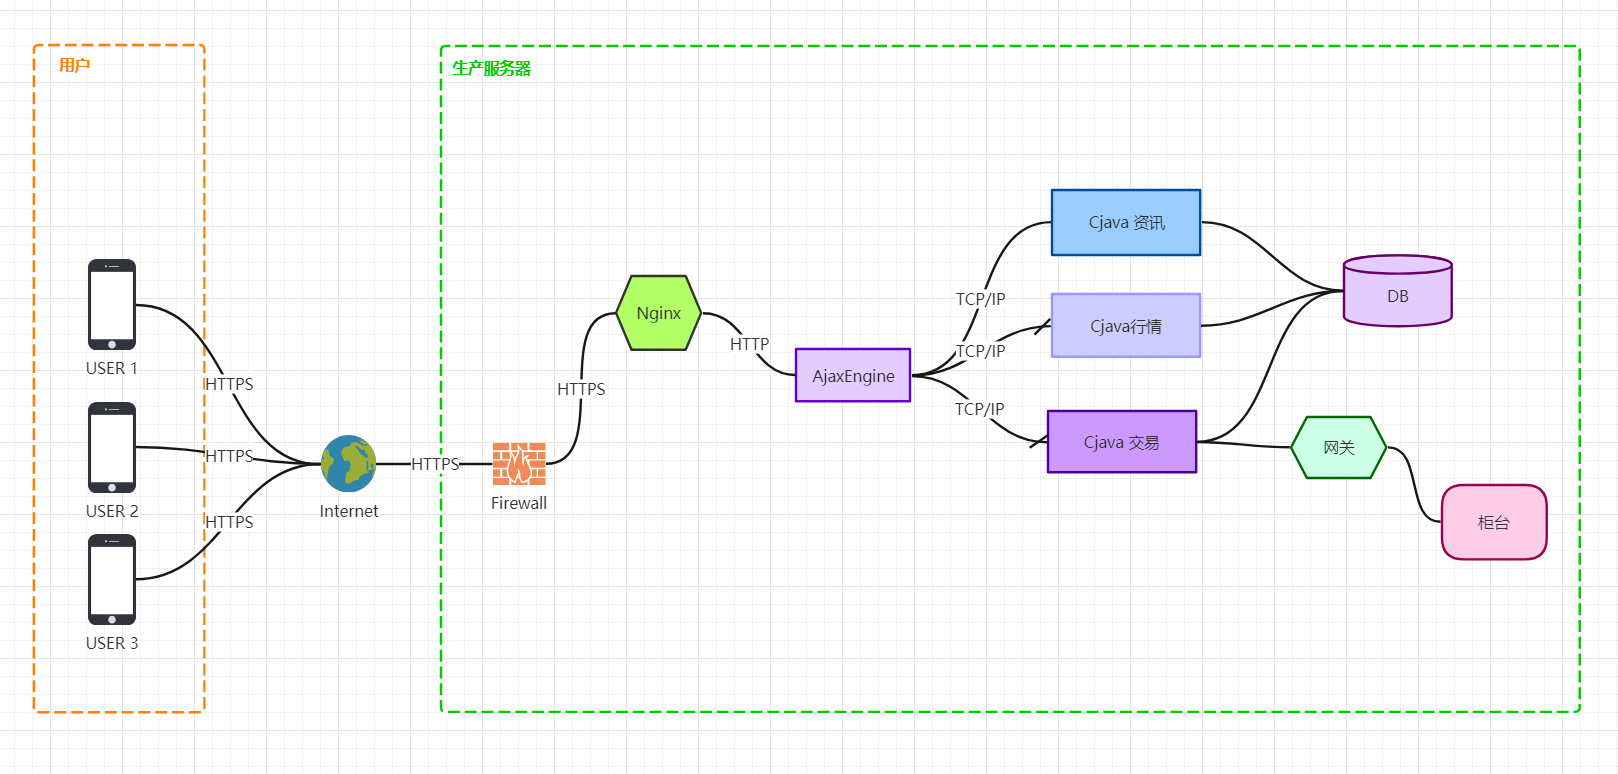 用户
生产服务器
USER 1
HTTPS
USER 2
HTTPS
USER 3
HTTPS
Internet
HTTPS
Firewall
HTTPS
Nginx
HTTP
AjaxEngine
TCP/IP
TCP/IP
TCP/IP
Cjava 资讯
Cjava行情
Cjava 交易
DB
网关
柜台